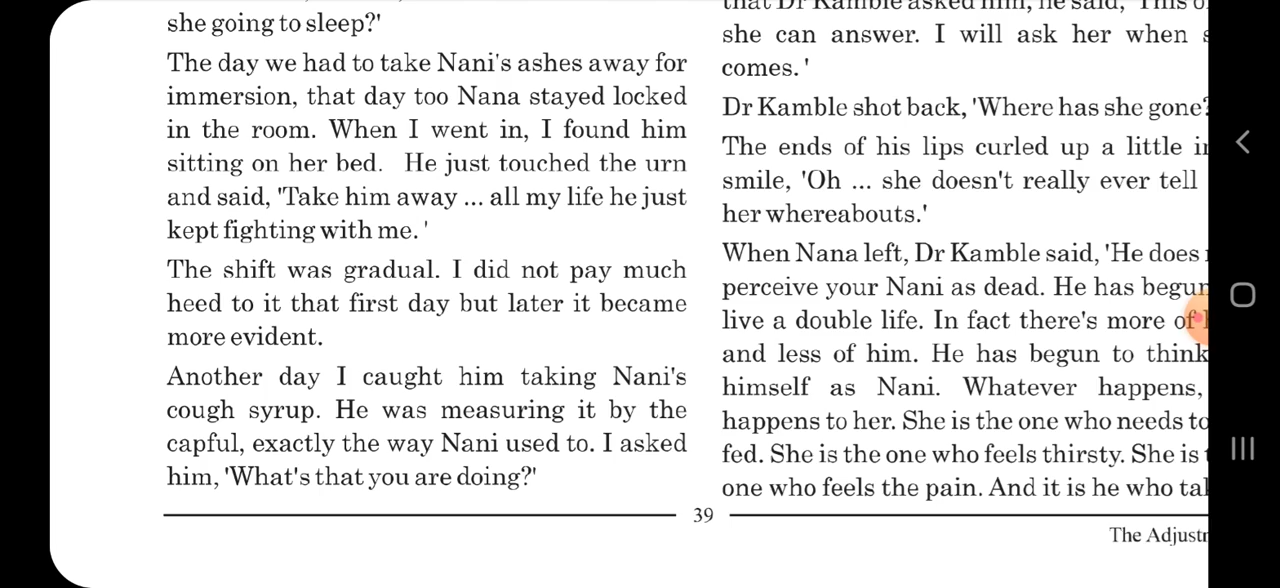 she going to sleep?'
The day we had to take Nani's ashes away for
immersion, that day too Nana stayed locked
in the room. When I went in, I found him
sitting on her bed. He just touched the urn
and said, 'Take him away ... all my life he just
kept fighting with me. '
The shift was gradual. I did not pay much
heed to it that first day but later it became
more evident.
Another day I caught him taking Nani's
cough syrup. He was measuring it by the
capful, exactly the way Nani used to. I asked
him, 'What's that you are doing?'
that Dr Kamble asked him, he said, 'This
she can answer. I will ask her when
comes. '
Dr Kamble shot back, 'Where has she gone?
The ends of his lips curled up a little
smile, 'Oh ... she doesn't really ever tell
her whereabouts.'
When Nana left, Dr Kamble said, 'He does
perceive your Nani as dead. He has begun
live a double life. In fact there's more of
and less of him. He has begun to think
himself as Nani. Whatever happens,
happens to her. She is the one who needs to
fed. She is the one who feels thirsty. She is
one who feels the pain. And it is he who
39
The